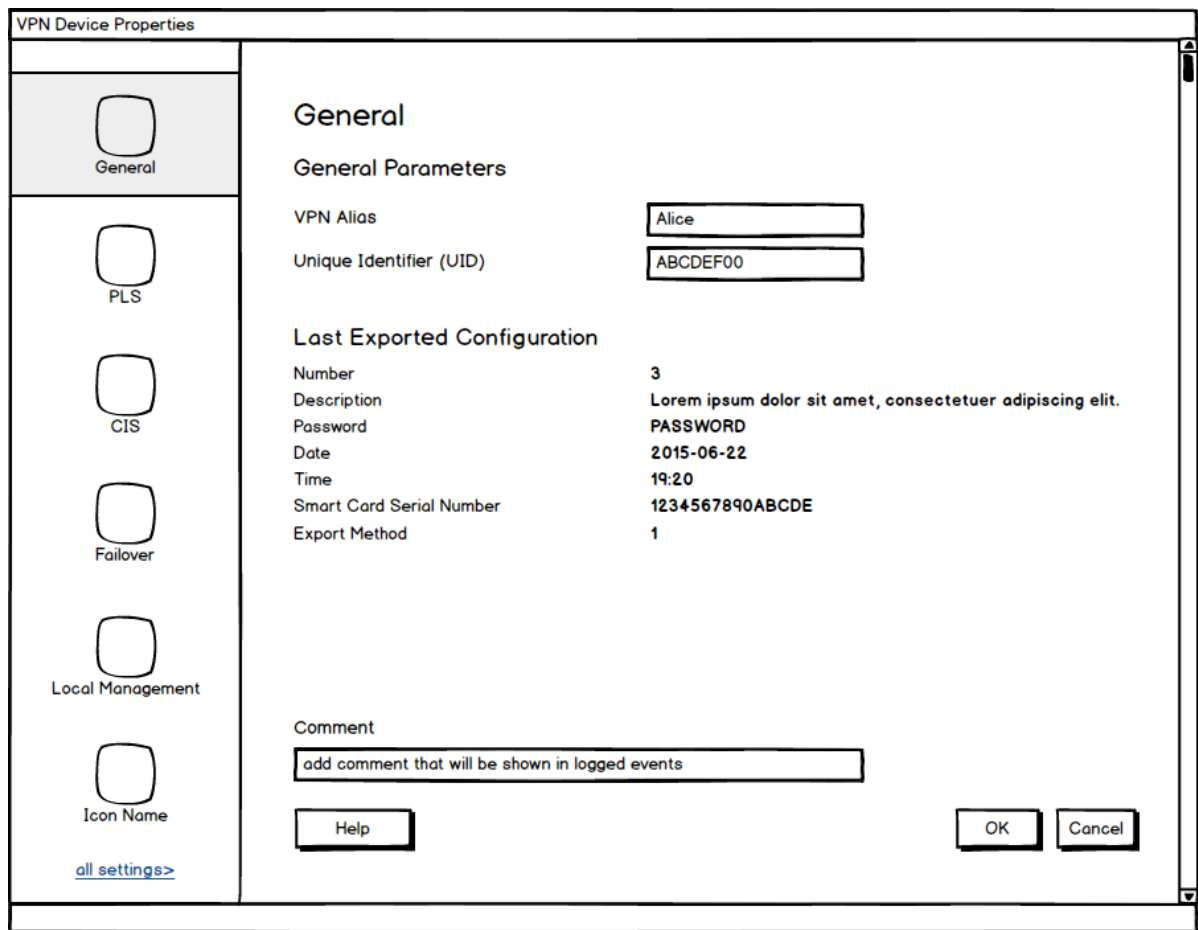 VPN Device Properties
General
PLS
CIS
Failover
Local Management
Icon Name
all settings>
General
General Parameters
VPN Alias Alice
Unique Identifier (UID) ABCDEF00
Last Exported Configuration
Number 3
Description Lorem ipsum dolor sit amet, consectetuer adipiscing elit.
Password PASSWORD
Date 2015-06-22
Time 19:20
Smart Card Serial Number 1234567890ABCDE
Export Method 1
Comment
add comment that will be shown in logged events
Help OK Cancel